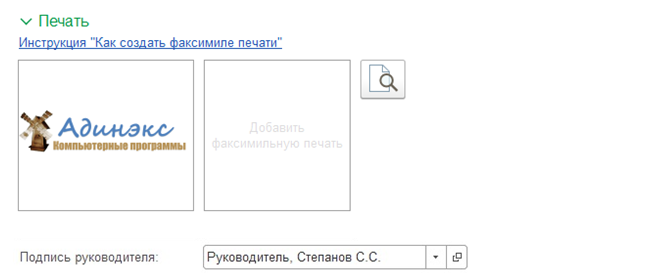 Печать
Инструкция "Как создать факсимиле печати"
Адинэкс
Компьютерные программы
Добавить
факсимильную печать
Подпись руководителя:
Руководитель, Степанов С.С.